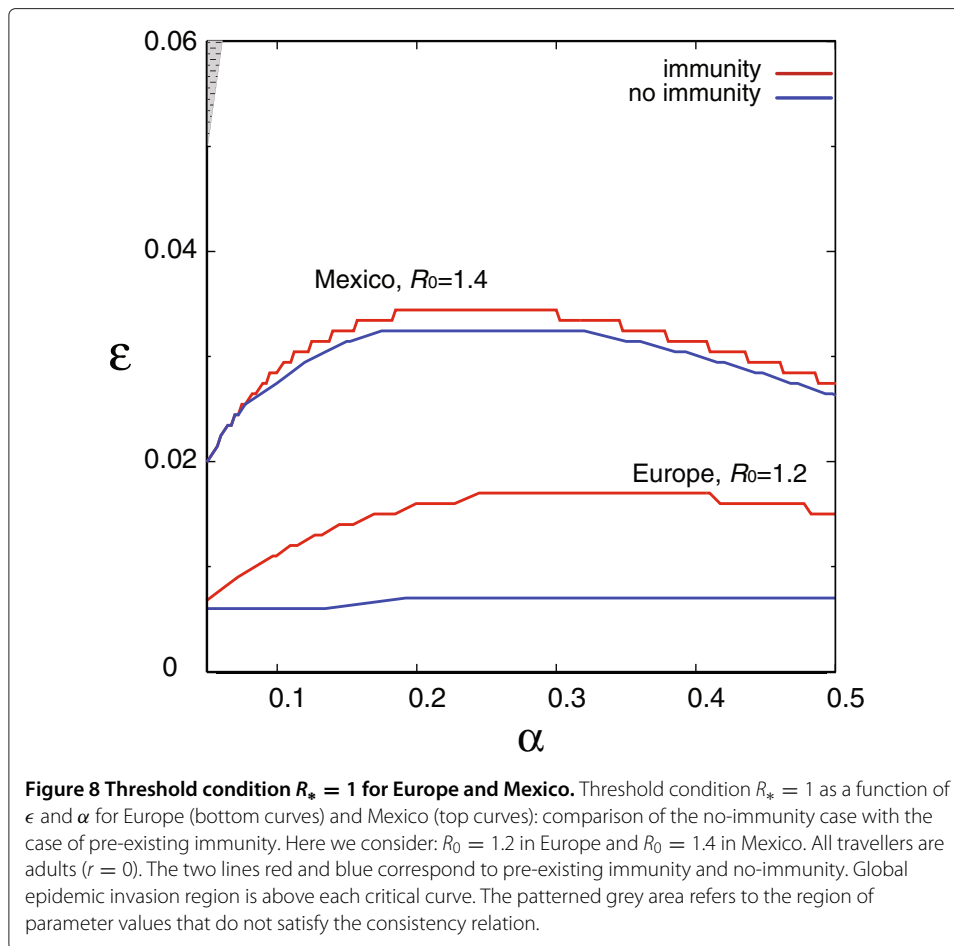 0.06
immunity
no immunity
0.04
Mexico, R0=1.4
ε
0.02
Europe, R0=1.2
0
0.1 0.2 0.3 0.4 0.5
α
Figure 8 Threshold condition R* = 1 for Europe and Mexico. Threshold condition R* = 1 as a function of
ϵ and α for Europe (bottom curves) and Mexico (top curves): comparison of the no-immunity case with the
case of pre-existing immunity. Here we consider: R0 = 1.2 in Europe and R0 = 1.4 in Mexico. All travellers are
adults (r = 0). The two lines red and blue correspond to pre-existing immunity and no-immunity. Global
epidemic invasion region is above each critical curve. The patterned grey area refers to the region of
parameter values that do not satisfy the consistency relation.